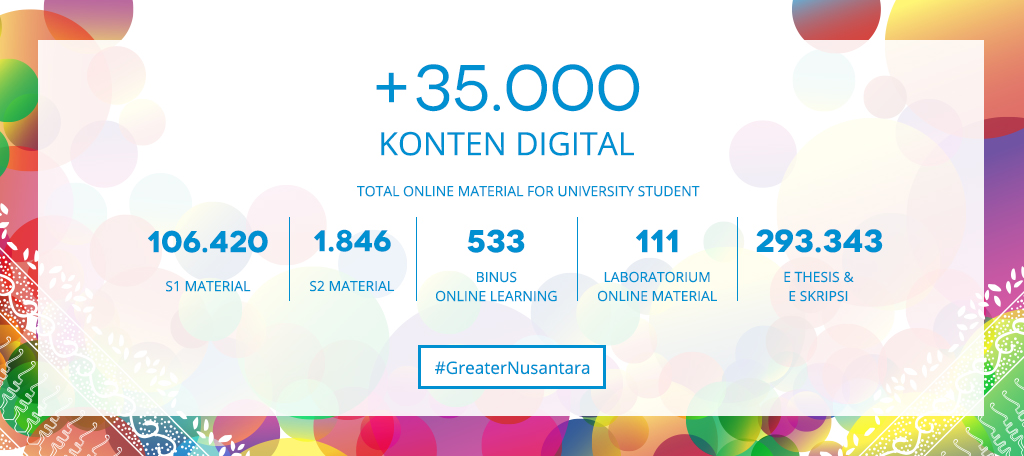 +35.000
KONTEN DIGITAL
TOTAL ONLINE MATERIAL FOR UNIVERSITY STUDENT
106.420
S1 MATERIAL
1.846
S2 MATERIAL
533
BINUS
ONLINE LEARNING
111
LABORATORIUM
ONLINE MATERIAL
293.343
E THESIS &
E SKRIPSI
#GreaterNusantara